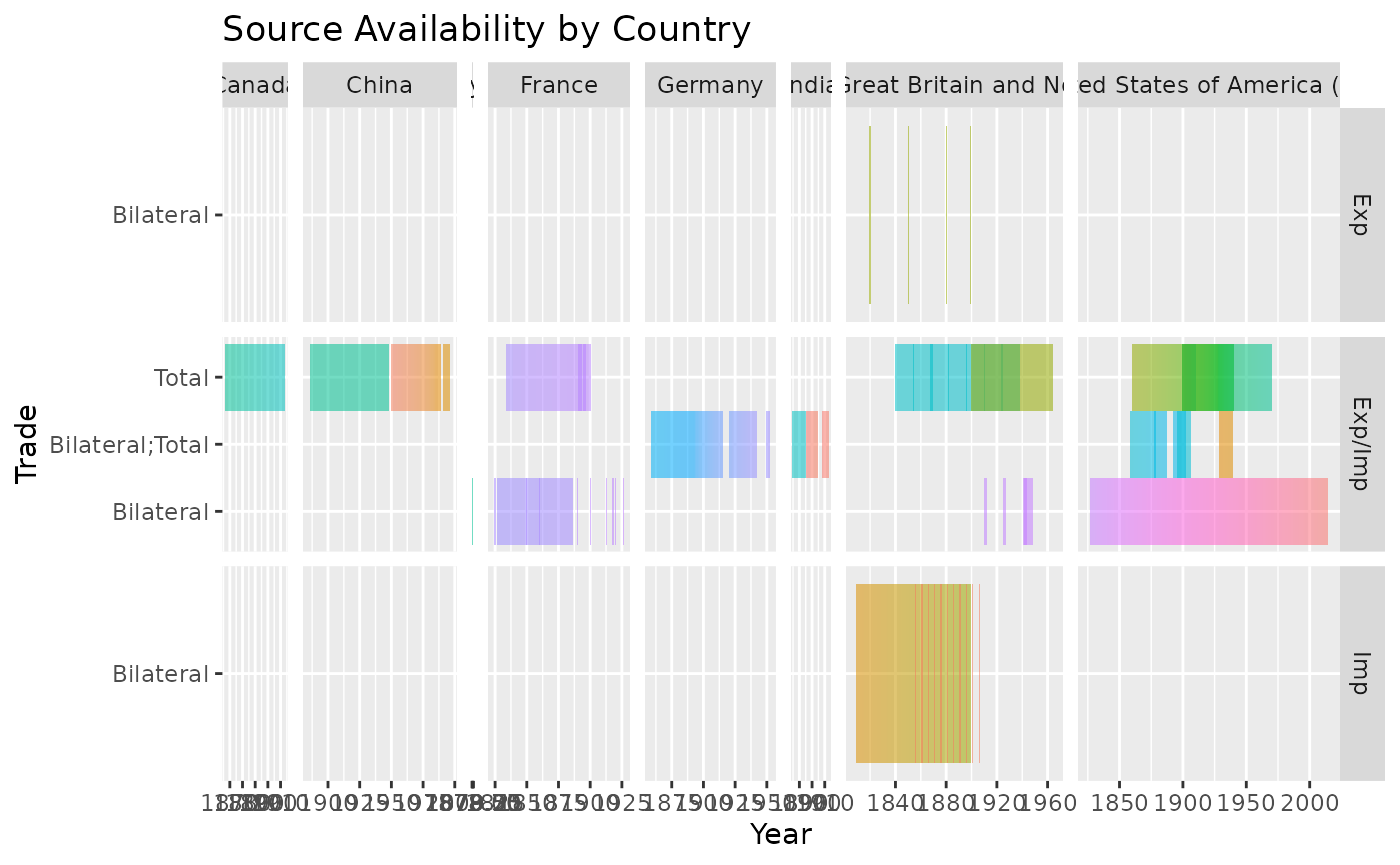 Source Availability by Country
Canada China y France Germany India Great Britain and No ted States of America (
Exp
Bilateral
Exp/Imp
Total
Bilateral;Total
Bilateral
Imp
Bilateral
Trade
1900 1925 1950 1975 1850 1875 1900 1925 1875 1900 1925 1950 1840 1880 1920 1960 1850 1900 1950 2000
Year